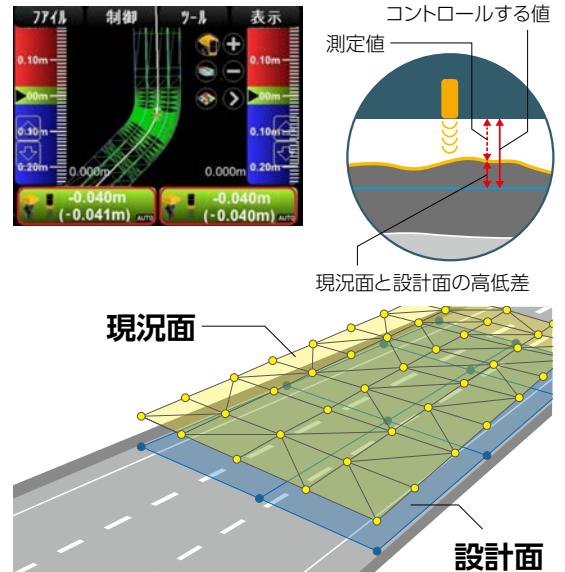 ファイル 制御 ツール 表示
0.10m 0.10m
00m 00m
0.10m
0.20m 0.000m 0.000m 0.20m
-0.040m -0.040m
(-0.041m) AUTO (-0.040m) AUTO
コントロールする値
測定値
現況面と設計面の高低差
現況面
設計面